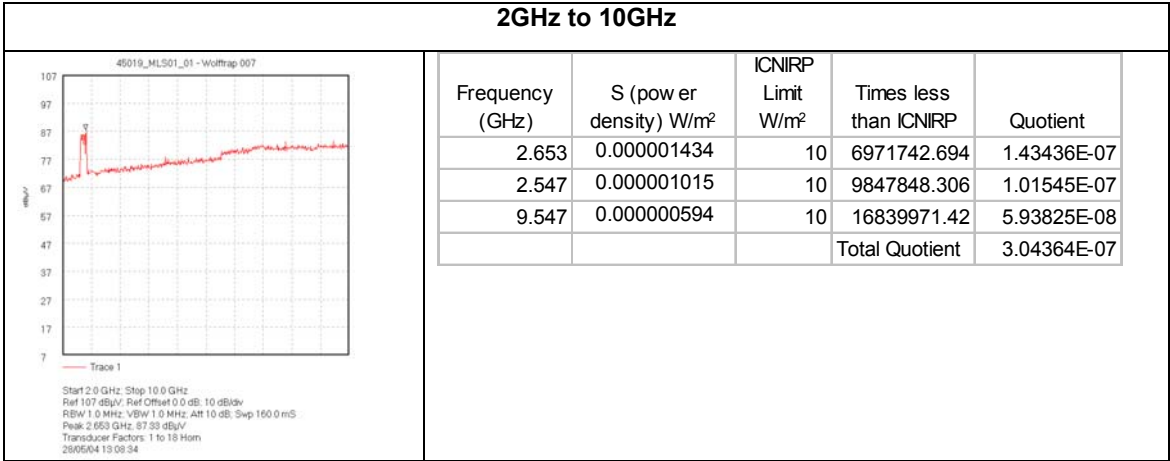 2GHz to 10GHz
45019_MLS01_01 - Wolftrap 007
107
97
87
77
67
57
47
37
27
17
7
dBµV
Trace 1
Start 2.0 GHz; Stop 10.0 GHz
Ref 107 dBµV; Ref Offset 0.0 dB; 10 dB/div
RBW 1.0 MHz; VBW 1.0 MHz; Att 10 dB; Swp 160.0 mS
Peak 2.653 GHz, 87.33 dBµV
Transducer Factors: 1 to 18 Horn
28/05/04 13:08:34
Frequency (GHz) S (pow er density) W/m² ICNIRP Limit W/m² Times less than ICNIRP Quotient
2.653 0.000001434 10 6971742.694 1.43436E-07
2.547 0.000001015 10 9847848.306 1.01545E-07
9.547 0.000000594 10 16839971.42 5.93825E-08
Total Quotient 3.04364E-07